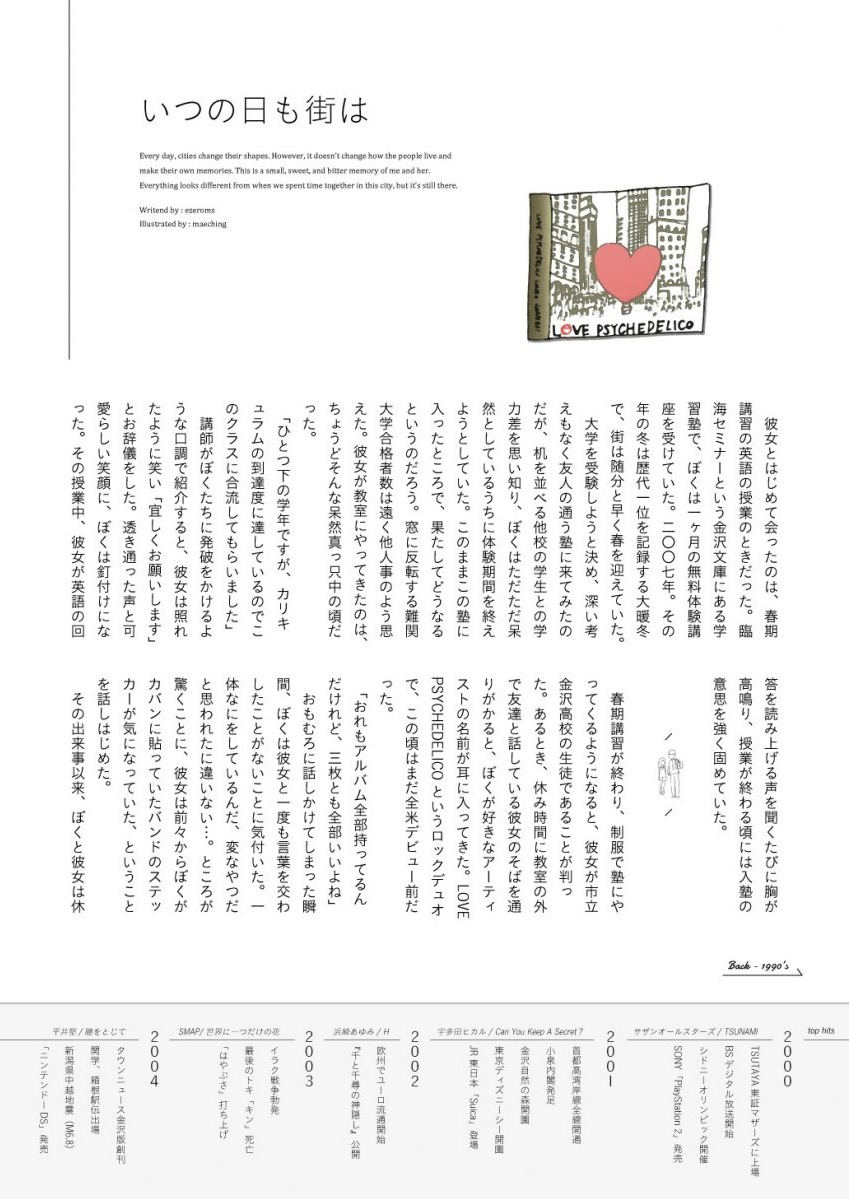 いつの日も街は
Every day, cities change their shapes. However, it doesn't change how the people live and
make their own memories. This is a small, sweet, and bitter memory of me and her.
Everything looks different from when we spent time together in this city, but it's still there.
Writend by : ezeroms
Illustrated by : maeching
LOVE PSYCHEDELICO
彼女とはじめて会ったのは、春期
講習の英語の授業のときだった。臨
海セミナーという金沢文庫にある学
習塾で、ぼくは一ヶ月の無料体験講
座を受けていた。二〇〇七年。その
年の冬は歴代一位を記録する大暖冬
で、街は随分と早く春を迎えていた。
大学を受験しようと決め、深い考
えもなく友人の通う塾に来てみたの
だが、机を並べる他校の学生との学
力差を思い知り、ぼくはただただ呆
然としているうちに体験期間を終え
ようとしていた。このままこの塾に
入ったところで、果たしてどうなる
というのだろう。窓に反転する難関
大学合格者数は遠く他人事のよう思
えた。彼女が教室にやってきたのは、
ちょうどそんな呆然真っ只中の頃だ
った。
「ひとつ下の学年ですが、カリキ
ュラムの到達度に達しているのでこ
のクラスに合流してもらいました」
講師がぼくたちに発破をかけるよ
うな口調で紹介すると、彼女は照れ
たように笑い「宜しくお願いします」
とお辞儀をした。透き通った声と可
愛らしい笑顔に、ぼくは釘付けにな
った。その授業中、彼女が英語の回
答を読み上げる声を聞くたびに胸が
高鳴り、授業が終わる頃には入塾の
意思を強く固めていた。
春期講習が終わり、制服で塾にや
ってくるようになると、彼女が市立
金沢高校の生徒であることが判っ
た。あるとき、休み時間に教室の外
で友達と話している彼女のそばを通
りがかると、ぼくが好きなアーティ
ストの名前が耳に入ってきた。LOVE
PSYCHEDELICO というロックデュオ
で、この頃はまだ全米デビュー前だ
った。
「おれもアルバム全部持ってるん
だけれど、三枚とも全部いいよね」
おもむろに話しかけてしまった瞬
間、ぼくは彼女と一度も言葉を交わ
したことがないことに気付いた。一
体なにをしているんだ、変なやつだ
と思われたに違いない…。ところが
驚くことに、彼女は前々からぼくが
カバンに貼っていたバンドのステッ
カーが気になっていた、ということ
を話しはじめた。
その出来事以来、ぼくと彼女は休
Back - 1990's
top hits
2000
サザンオールスターズ / TSUNAMI
TSUTAYA 東証マザーズに上場
BS デジタル放送開始
シドニーオリンピック開催
SONY「PlayStation 2」発売
2001
宇多田ヒカル / Can You Keep A Secret ?
首都高湾岸線全線開通
小泉内閣発足
金沢自然の森開園
東京ディズニーシー開園
JR 東日本「Suica」登場
2002
浜崎あゆみ / H
欧州でユーロ流通開始
『千と千尋の神隠し』公開
2003
SMAP/ 世界に一つだけの花
イラク戦争勃発
最後のトキ「キン」死亡
「はやぶさ」打ち上げ
2004
平井堅 / 瞳をとじて
タウンニュース金沢版創刊
関学、箱根駅伝出場
新潟県中越地震（M6.8）
「ニンテンドー DS」発売